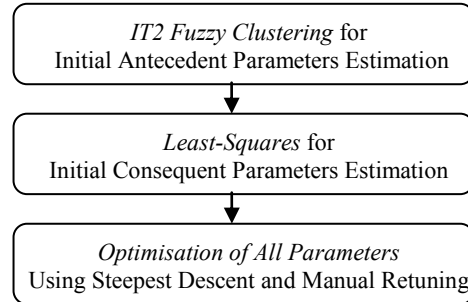 IT2 Fuzzy Clustering for
Initial Antecedent Parameters Estimation
Least-Squares for
Initial Consequent Parameters Estimation
Optimisation of All Parameters
Using Steepest Descent and Manual Retuning